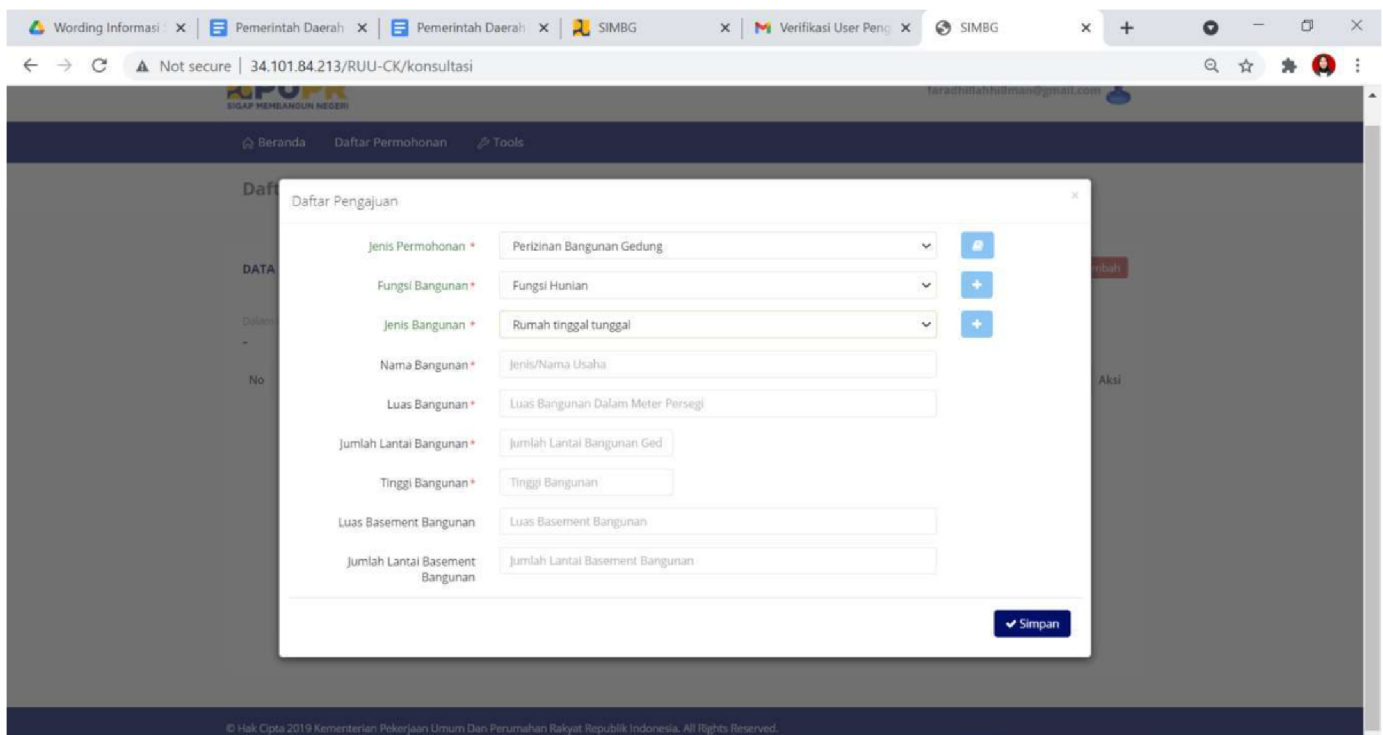 Wording Informasi
Pemerintah Daerah
Pemerintah Daerah
SIMBG
Verifikasi User Peng
SIMBG
Not secure | 34.101.84.213/RUU-CK/konsultasi
SIGAP MEMBANGUN NEGERI
faradhillahhillman@gmail.com
Beranda Daftar Permohonan Tools
Daft
Daftar Pengajuan
×
Jenis Permohonan * Perizinan Bangunan Gedung
DATA
mbah
Fungsi Bangunan * Fungsi Hunian
Dalam
Jenis Bangunan * Rumah tinggal tunggal
-
Nama Bangunan * Jenis/Nama Usaha
No
Aksi
Luas Bangunan * Luas Bangunan Dalam Meter Persegi
Jumlah Lantai Bangunan * Jumlah Lantai Bangunan Ged
Tinggi Bangunan * Tinggi Bangunan
Luas Basement Bangunan Luas Basement Bangunan
Jumlah Lantai Basement Bangunan Jumlah Lantai Basement Bangunan
Simpan
© Hak Cipta 2019 Kementerian Pekerjaan Umum Dan Perumahan Rakyat Republik Indonesia. All Rights Reserved.